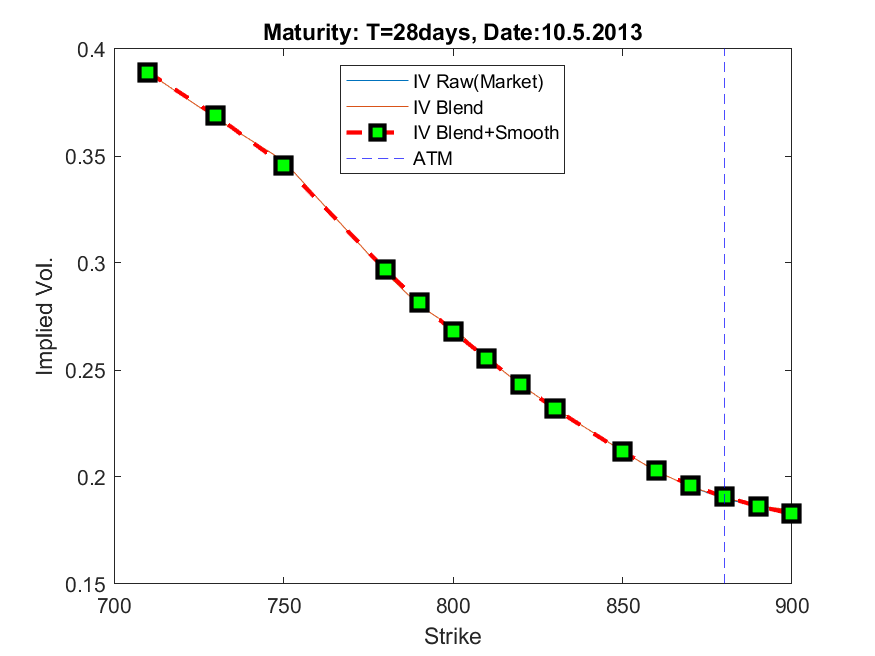 Maturity: T=28days, Date:10.5.2013
0.4
0.35
0.3
0.25
0.2
0.15
Implied Vol.
IV Raw(Market)
IV Blend
IV Blend+Smooth
ATM
700
750
800
850
900
Strike